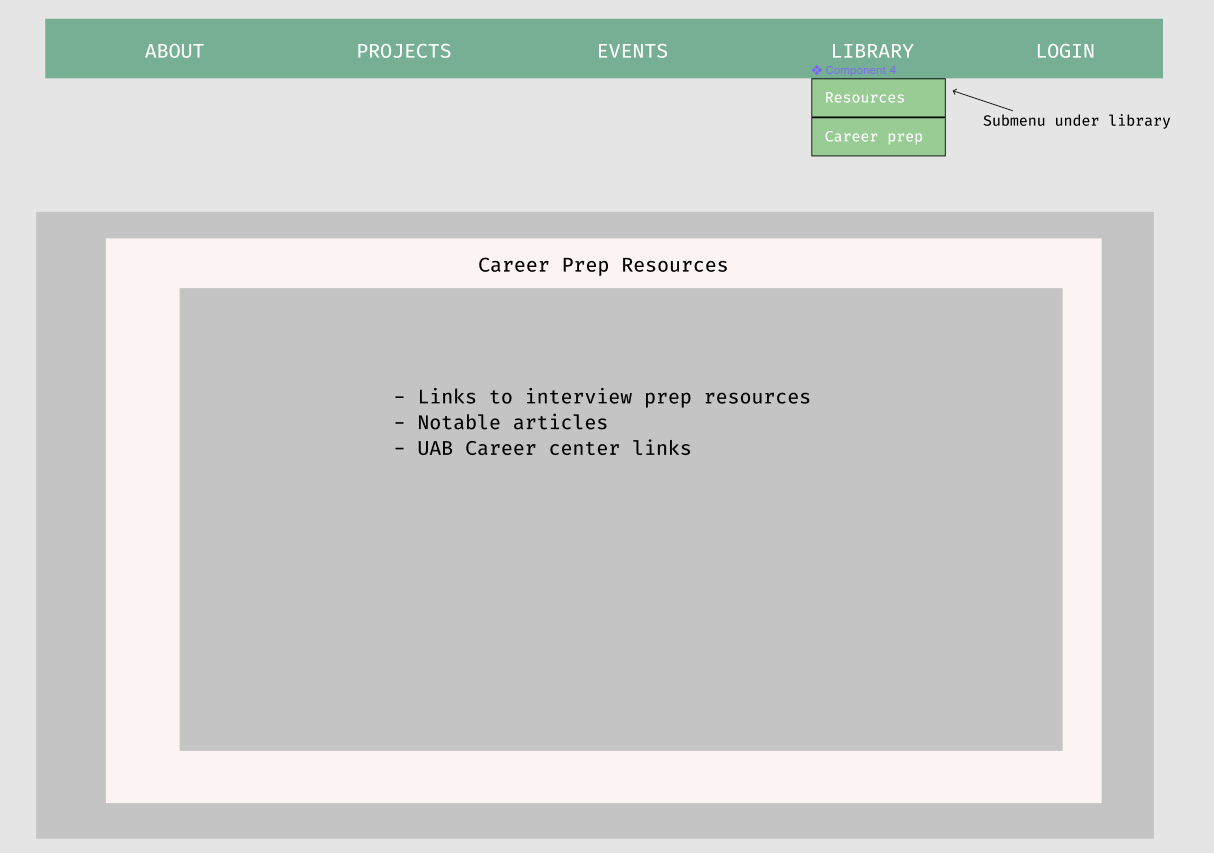 ABOUT PROJECTS EVENTS LIBRARY LOGIN
Component 4
Resources
Career prep
Submenu under library
Career Prep Resources
- Links to interview prep resources
- Notable articles
- UAB Career center links